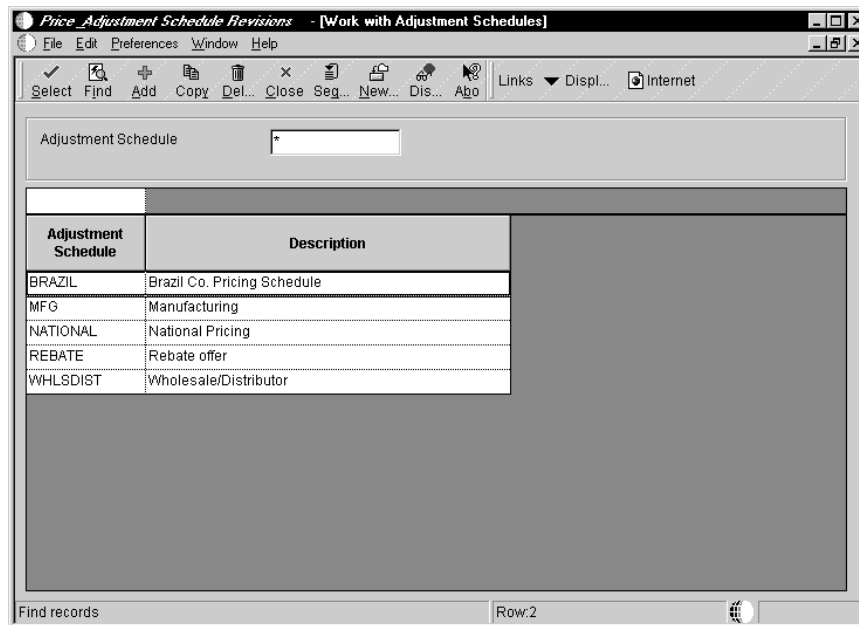 Price_Adjustment Schedule Revisions - [Work with Adjustment Schedules]
File Edit Preferences Window Help
Select Find Add Copy Del... Close Seq... New... Dis... Abo Links Displ... Internet
Adjustment Schedule *
Adjustment Schedule Description
BRAZIL Brazil Co. Pricing Schedule
MFG Manufacturing
NATIONAL National Pricing
REBATE Rebate offer
WHLSDIST Wholesale/Distributor
Find records Row:2